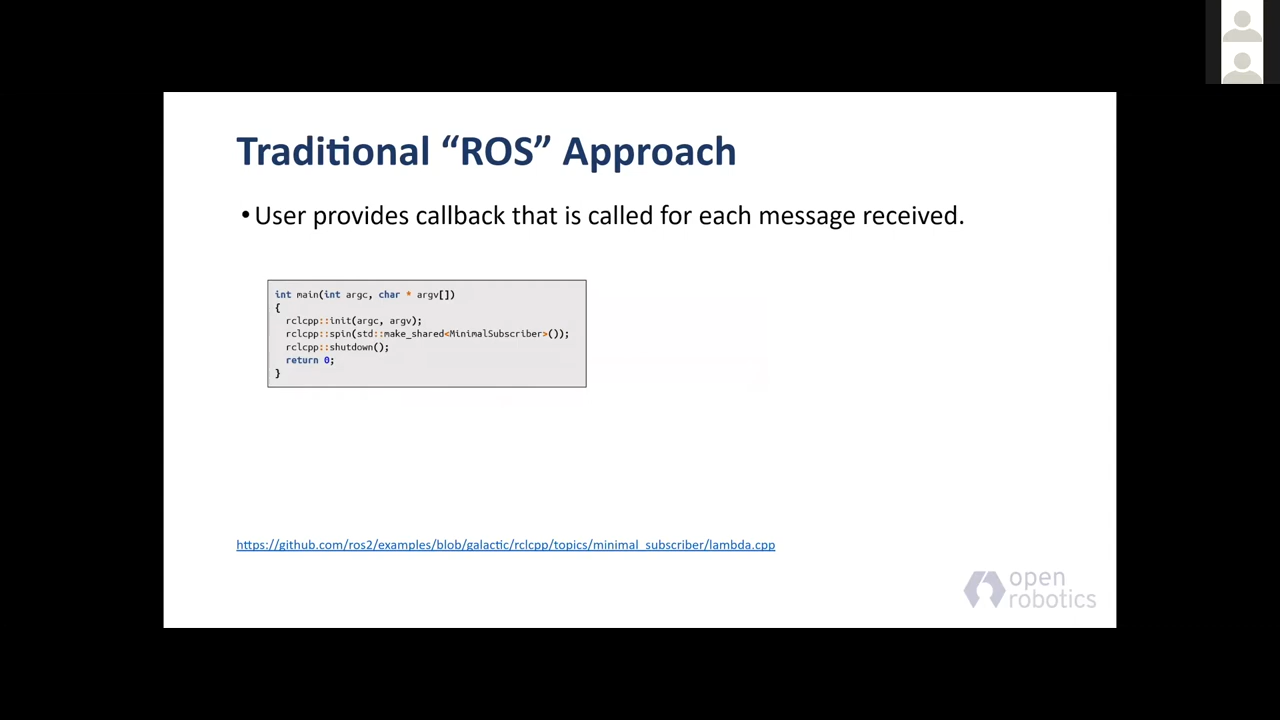 Traditional “ROS” Approach
•User provides callback that is called for each message received.
int main(int argc, char * argv[])
{
  rclcpp::init(argc, argv);
  rclcpp::spin(std::make_shared<MinimalSubscriber>());
  rclcpp::shutdown();
  return 0;
}
https://github.com/ros2/examples/blob/galactic/rclcpp/topics/minimal_subscriber/lambda.cpp
open
robotics